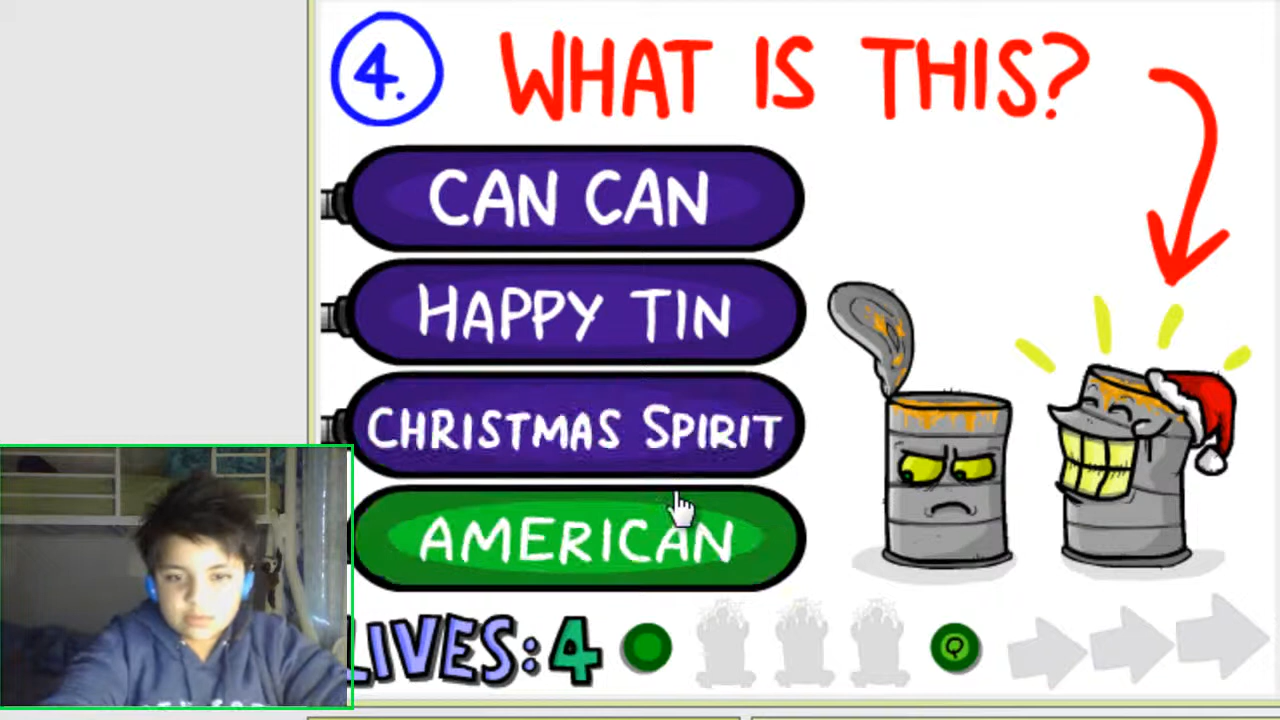 4. WHAT IS THIS?
CAN CAN
HAPPY TIN
CHRISTMAS SPIRIT
AMERICAN
LIVES: 4